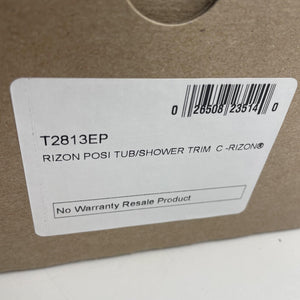 0 26508 23514 0
T2813EP
RIZON POSI TUB/SHOWER TRIM C -RIZON®
No Warranty Resale Product